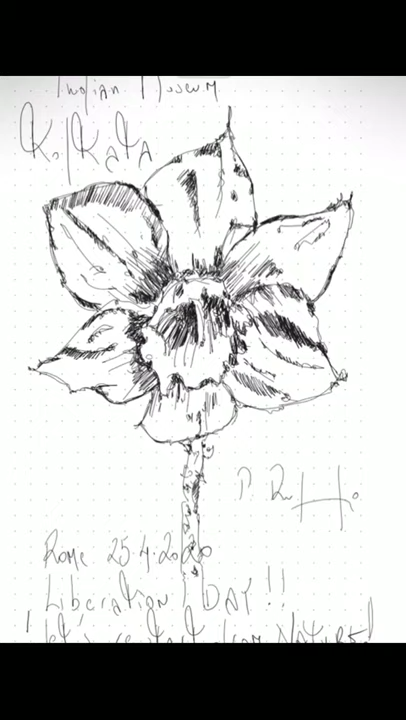 Indian Museum
Kolkata
Rome 25.4.2020
Liberation DAY!!
let's restart from NATURE!